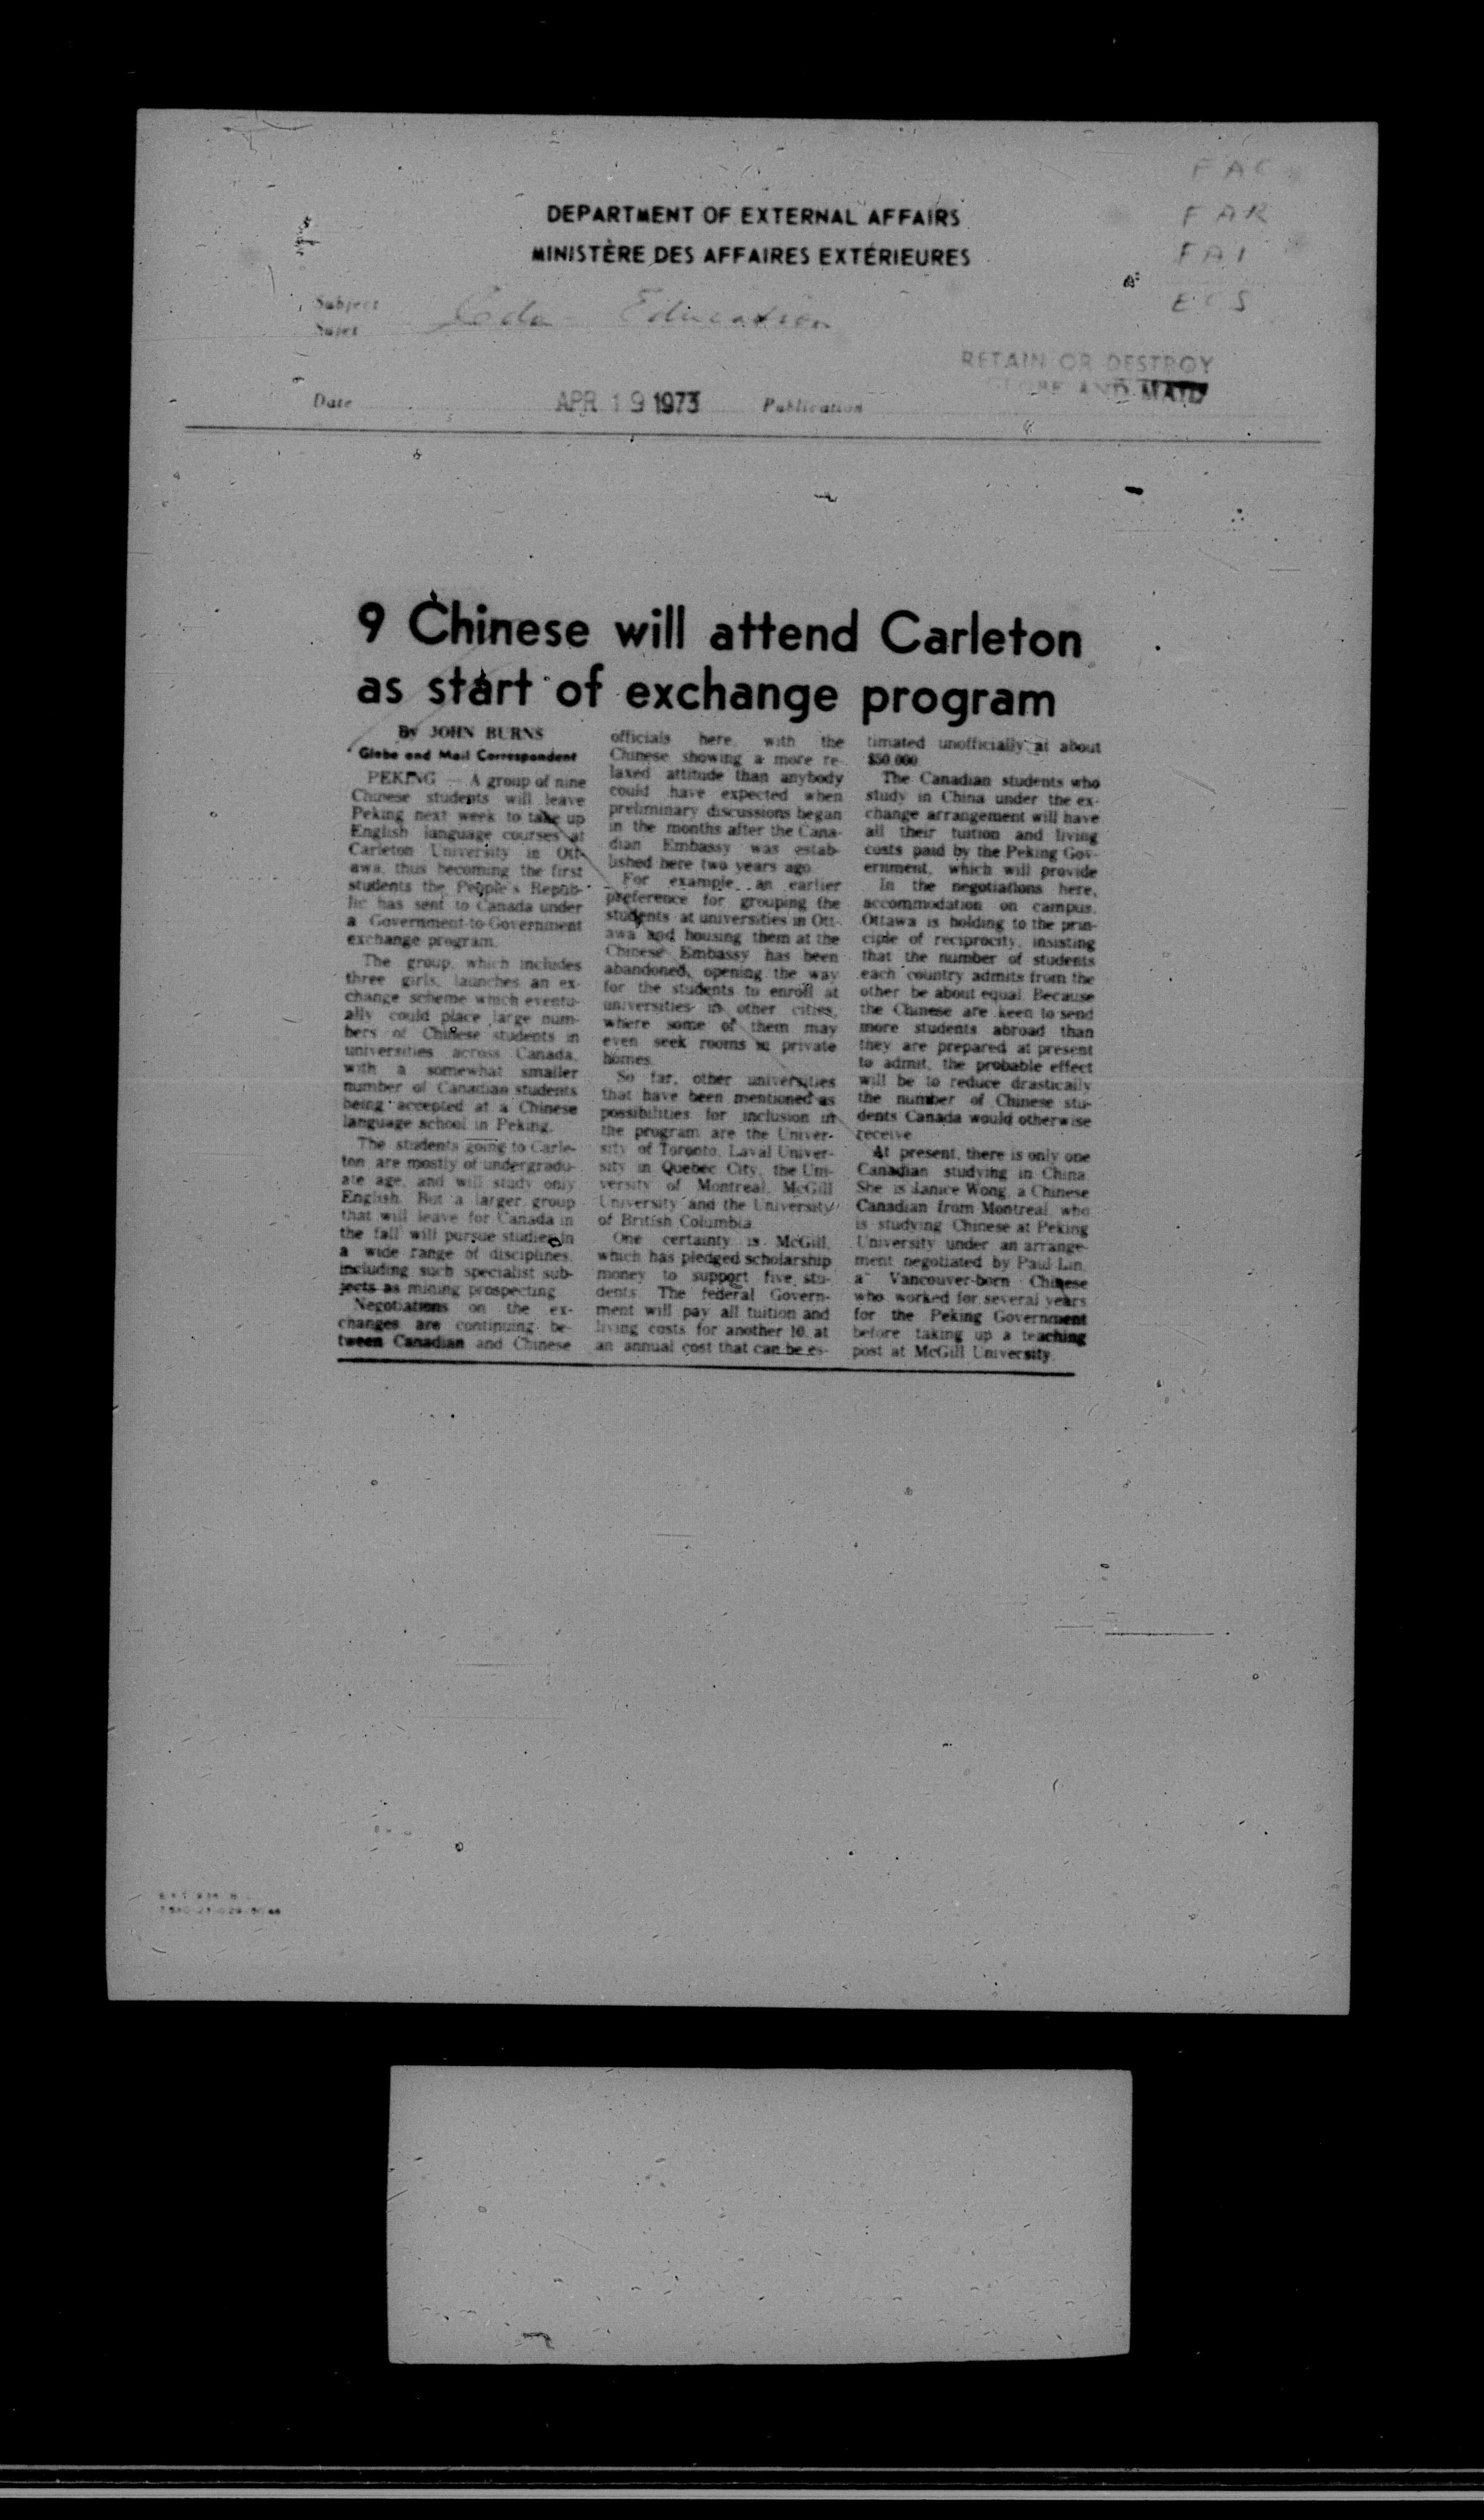 FAC
FAR
FAI
ECS
DEPARTMENT OF EXTERNAL AFFAIRS
MINISTÈRE DES AFFAIRES EXTÉRIEURES
Subject
Sujet
Education
RETAIN OR DESTROY
GLOBE AND MAIL
Date
APR 19 1973
Publication
9 Chinese will attend Carleton
as start of exchange program
By JOHN BURNS
Globe and Mail Correspondent
PEKING — A group of nine
Chinese students will leave
Peking next week to take up
English language courses at
Carleton University in Ott-
awa, thus becoming the first
students the People's Repub-
lic has sent to Canada under
a Government-to-Government
exchange program.
The group, which includes
three girls, launches an ex-
change scheme which eventu-
ally could place large num-
bers of Chinese students in
universities across Canada,
with a somewhat smaller
number of Canadian students
being accepted at a Chinese
language school in Peking.
The students going to Carle-
ton are mostly of undergradu-
ate age, and will study only
English. But a larger group
that will leave for Canada in
the fall will pursue studies in
a wide range of disciplines,
including such specialist sub-
jects as mining prospecting.
Negotiations on the ex-
changes are continuing be-
tween Canadian and Chinese
officials here, with the
Chinese showing a more re-
laxed attitude than anybody
could have expected when
preliminary discussions began
in the months after the Cana-
dian Embassy was estab-
lished here two years ago.
For example, an earlier
preference for grouping the
students at universities in Ott-
awa and housing them at the
Chinese Embassy has been
abandoned, opening the way
for the students to enroll at
universities in other cities,
where some of them may
even seek rooms in private
homes.
So far, other universities
that have been mentioned as
possibilities for inclusion in
the program are the Univer-
sity of Toronto, Laval Univer-
sity in Quebec City, the Uni-
versity of Montreal, McGill
University and the University
of British Columbia.
One certainty is McGill,
which has pledged scholarship
money to support five stu-
dents. The federal Govern-
ment will pay all tuition and
living costs for another 10, at
an annual cost that can be es-
timated unofficially at about
$50,000.
The Canadian students who
study in China under the ex-
change arrangement will have
all their tuition and living
costs paid by the Peking Gov-
ernment, which will provide
In the negotiations here,
accommodation on campus.
Ottawa is holding to the prin-
ciple of reciprocity, insisting
that the number of students
each country admits from the
other be about equal. Because
the Chinese are keen to send
more students abroad than
they are prepared at present
to admit, the probable effect
will be to reduce drastically
the number of Chinese stu-
dents Canada would otherwise
receive.
At present, there is only one
Canadian studying in China.
She is Janice Wong, a Chinese
Canadian from Montreal, who
is studying Chinese at Peking
University under an arrange-
ment negotiated by Paul Lin,
a Vancouver-born Chinese
who worked for several years
for the Peking Government
before taking up a teaching
post at McGill University.